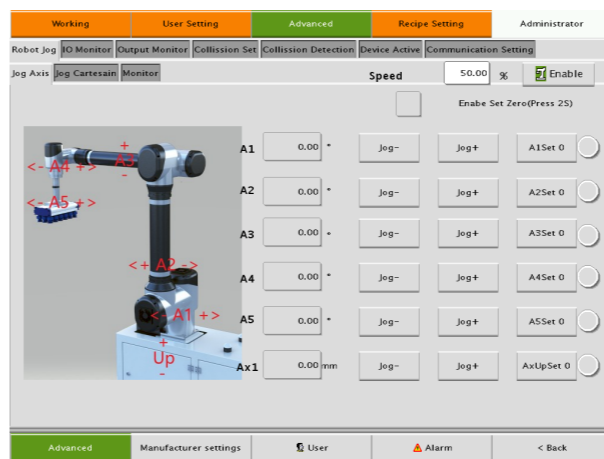 Working User Setting Advanced Recipe Setting Administrator
Robot Jog IO Monitor Output Monitor Collission Set Collission Detection Device Active Communication Setting
Jog Axis Jog Cartesain Monitor Speed 50.00 % Enable
Enabe Set Zero(Press 2S)
A1 0.00 ° Jog- Jog+ A1Set 0
A2 0.00 ° Jog- Jog+ A2Set 0
A3 0.00 ° Jog- Jog+ A3Set 0
A4 0.00 ° Jog- Jog+ A4Set 0
A5 0.00 ° Jog- Jog+ A5Set 0
Ax1 0.00 mm Jog- Jog+ AxUpSet 0
+
A3
-
<- A4 +>
<- A5 +>
<+ A2 ->
<- A1 +>
+
Up
-
Advanced Manufacturer settings User Alarm < Back